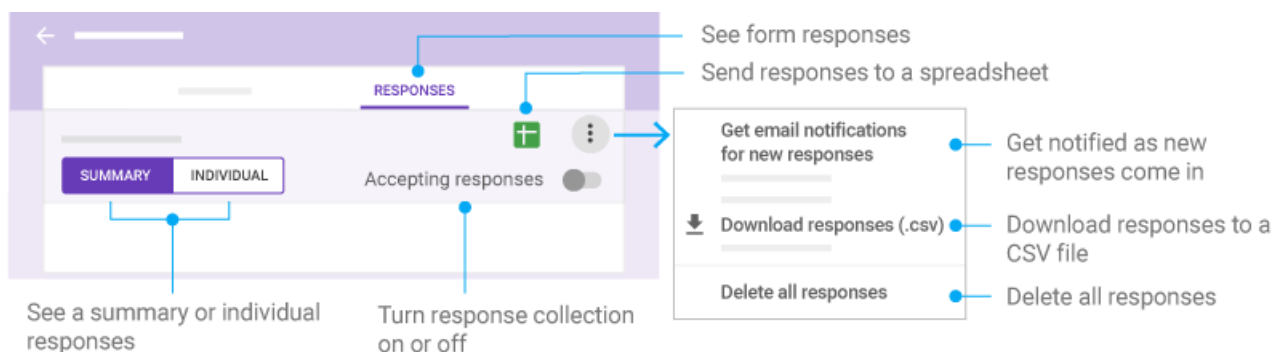 See form responses
Send responses to a spreadsheet
RESPONSES
SUMMARY
INDIVIDUAL
Accepting responses
Get email notifications
for new responses
Get notified as new
responses come in
Download responses (.csv)
Download responses to a
CSV file
Delete all responses
Delete all responses
See a summary or individual
responses
Turn response collection
on or off